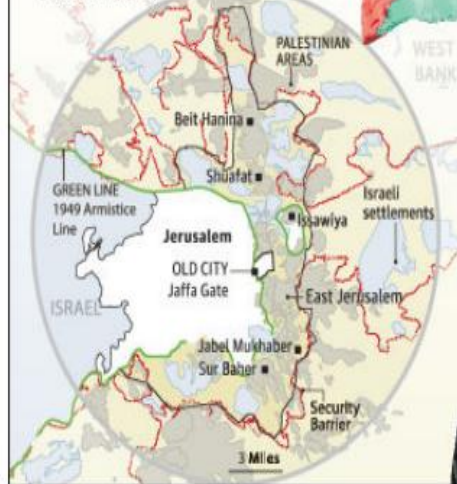 PALESTINIAN
AREAS
WEST
BANK
Beit Hanina
Shuafat
GREEN LINE
1949 Armistice
Line
Issawiya
Israeli
settlements
Jerusalem
OLD CITY
Jaffa Gate
ISRAEL
East Jerusalem
Jabel Mukhaber
Sur Baher
Security
Barrier
3 Miles